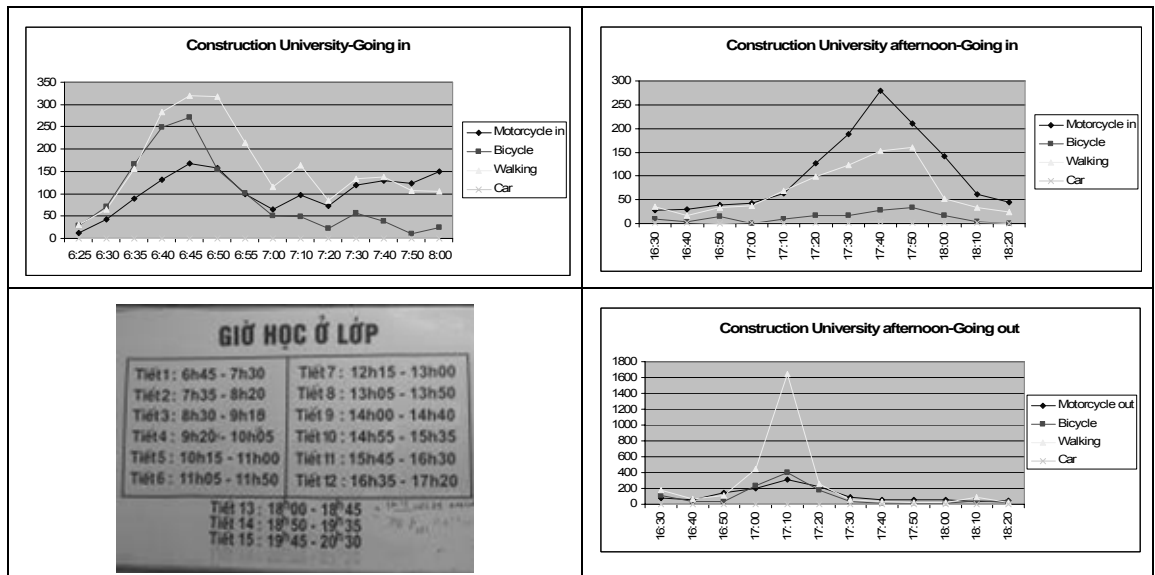 Construction University-Going in
350
300
250
200
150
100
50
0
6:25 6:30 6:35 6:40 6:45 6:50 6:55 7:00 7:10 7:20 7:30 7:40 7:50 8:00
Motorcycle in
Bicycle
Walking
Car
Construction University afternoon-Going in
300
250
200
150
100
50
0
16:30 16:40 16:50 17:00 17:10 17:20 17:30 17:40 17:50 18:00 18:10 18:20
Motorcycle in
Bicycle
Walking
Car
GIỜ HỌC Ở LỚP
Tiết 1 : 6h45 - 7h30
Tiết 2 : 7h35 - 8h20
Tiết 3 : 8h30 - 9h18
Tiết 4 : 9h20 - 10h05
Tiết 5 : 10h15 - 11h00
Tiết 6 : 11h05 - 11h50
Tiết 7 : 12h15 - 13h00
Tiết 8 : 13h05 - 13h50
Tiết 9 : 14h00 - 14h40
Tiết 10 : 14h55 - 15h35
Tiết 11 : 15h45 - 16h30
Tiết 12 : 16h35 - 17h20
Tiết 13 : 18h00 - 18h45
Tiết 14 : 18h50 - 19h35
Tiết 15 : 19h45 - 20h30
Construction University afternoon-Going out
1800
1600
1400
1200
1000
800
600
400
200
0
16:30 16:40 16:50 17:00 17:10 17:20 17:30 17:40 17:50 18:00 18:10 18:20
Motorcycle out
Bicycle
Walking
Car